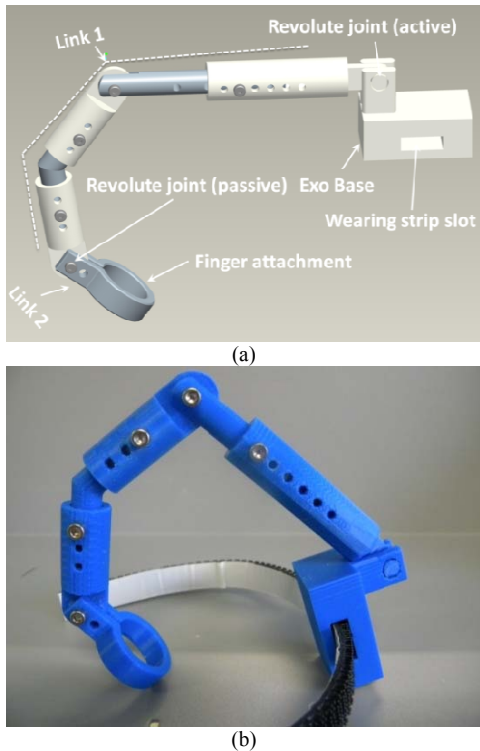 Link 1
Revolute joint (active)
Revolute joint (passive)
Exo Base
Wearing strip slot
Finger attachment
Link 2
(a)
(b)